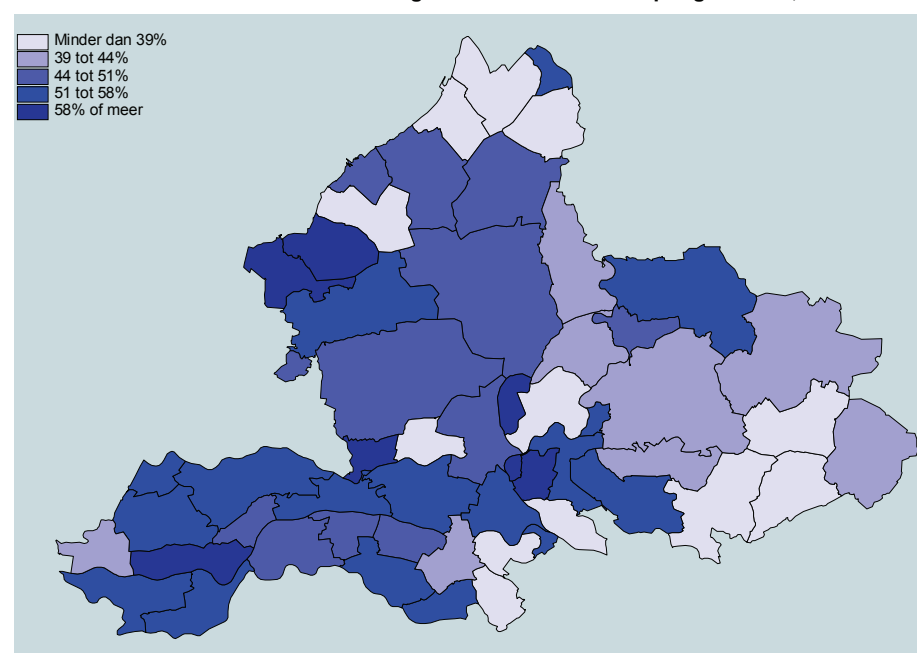 Minder dan 39%
39 tot 44%
44 tot 51%
51 tot 58%
58% of meer